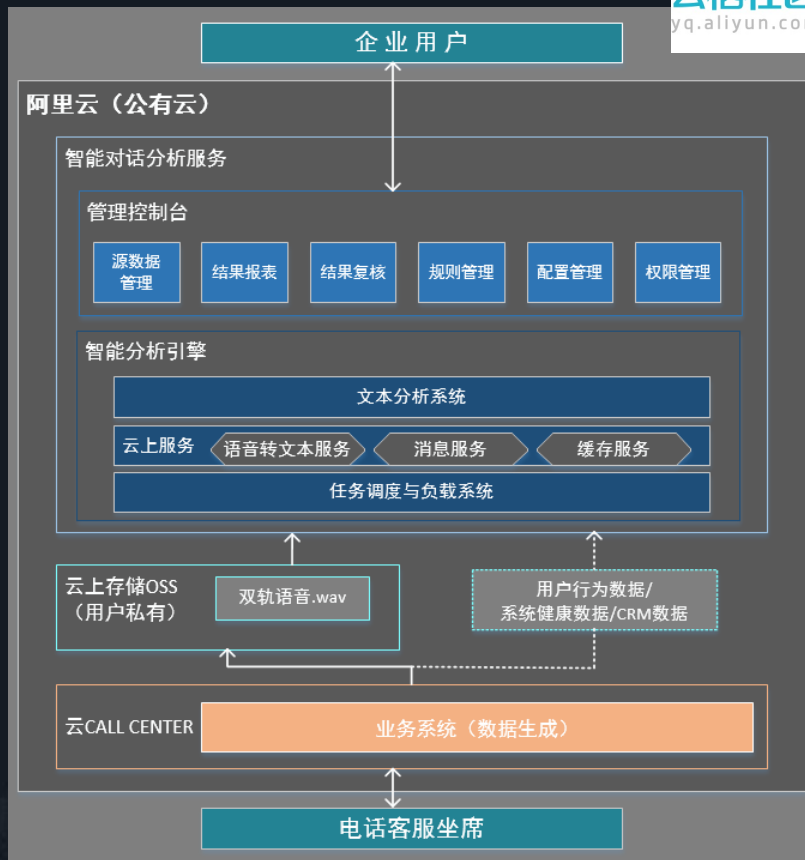 yq.aliyun.com
企业用户
阿里云（公有云）
智能对话分析服务
管理控制台
源数据
管理
结果报表
结果复核
规则管理
配置管理
权限管理
智能分析引擎
文本分析系统
云上服务
语音转文本服务
消息服务
缓存服务
任务调度与负载系统
云上存储OSS
（用户私有）
双轨语音.wav
用户行为数据/
系统健康数据/CRM数据
云CALL CENTER
业务系统（数据生成）
电话客服坐席